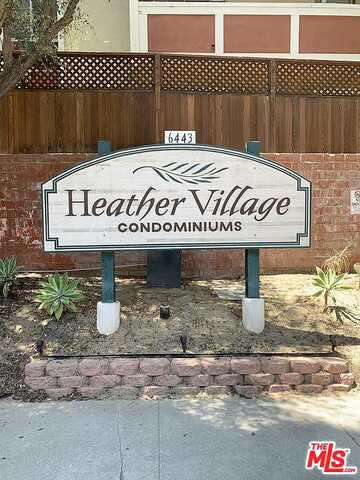 6443
Heather Village
CONDOMINIUMS
THE
MLS